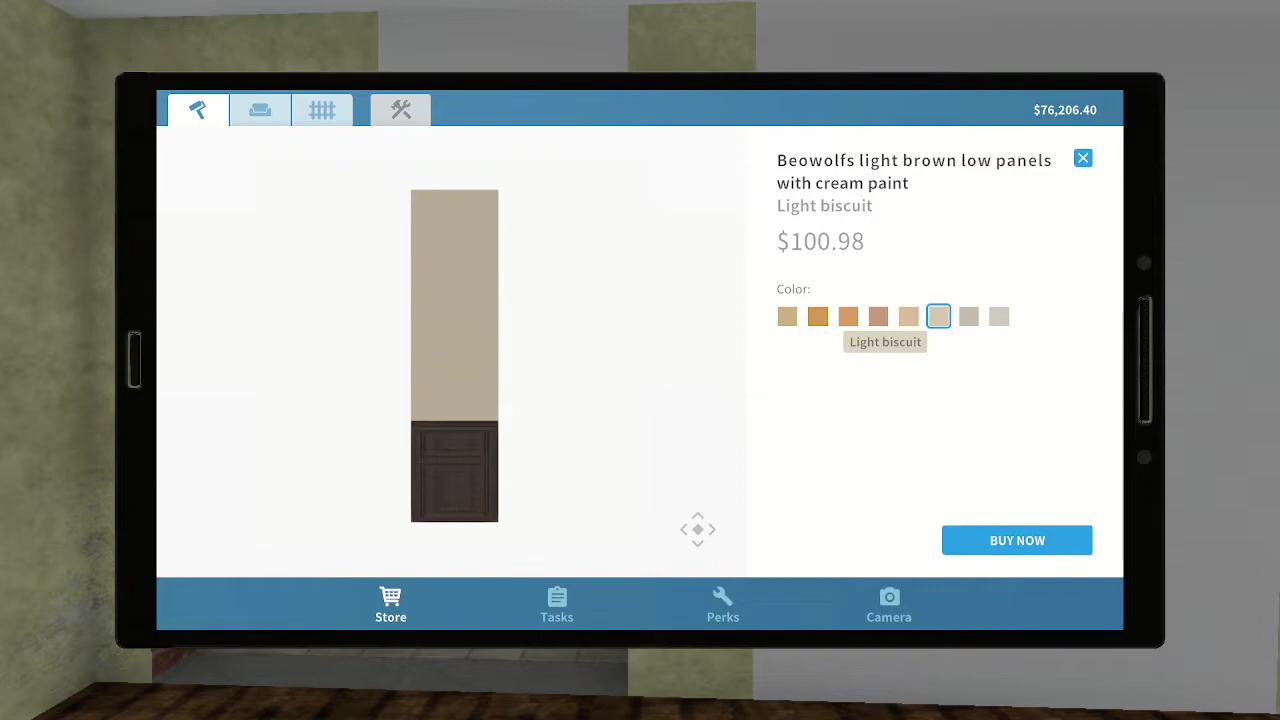 $76,206.40
Beowolfs light brown low panels
with cream paint
Light biscuit
$100.98
Color:
Light biscuit
BUY NOW
Store
Tasks
Perks
Camera